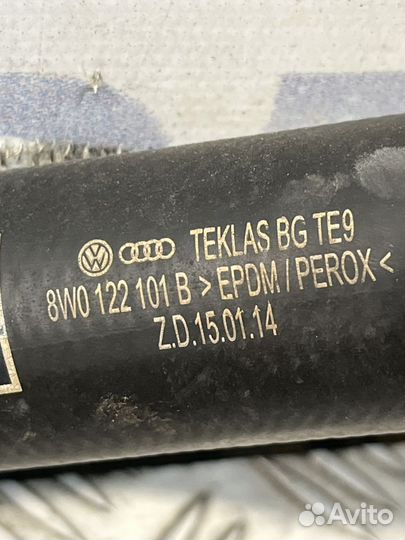 TEKLAS BG TE9
8W0 122 101 B > EPDM / PEROX <
Z.D.15.01.14
Avito